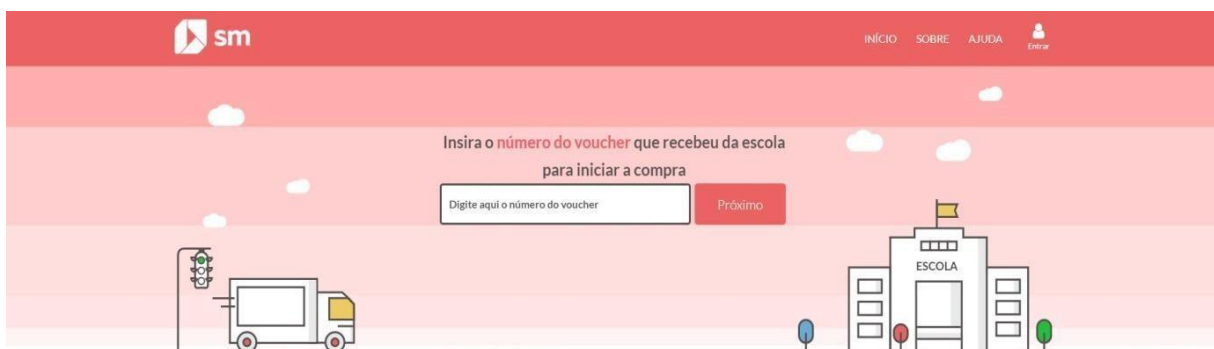 sm
INÍCIO SOBRE AJUDA
Entrar
Insira o número do voucher que recebeu da escola
para iniciar a compra
Digite aqui o número do voucher
Próximo
ESCOLA